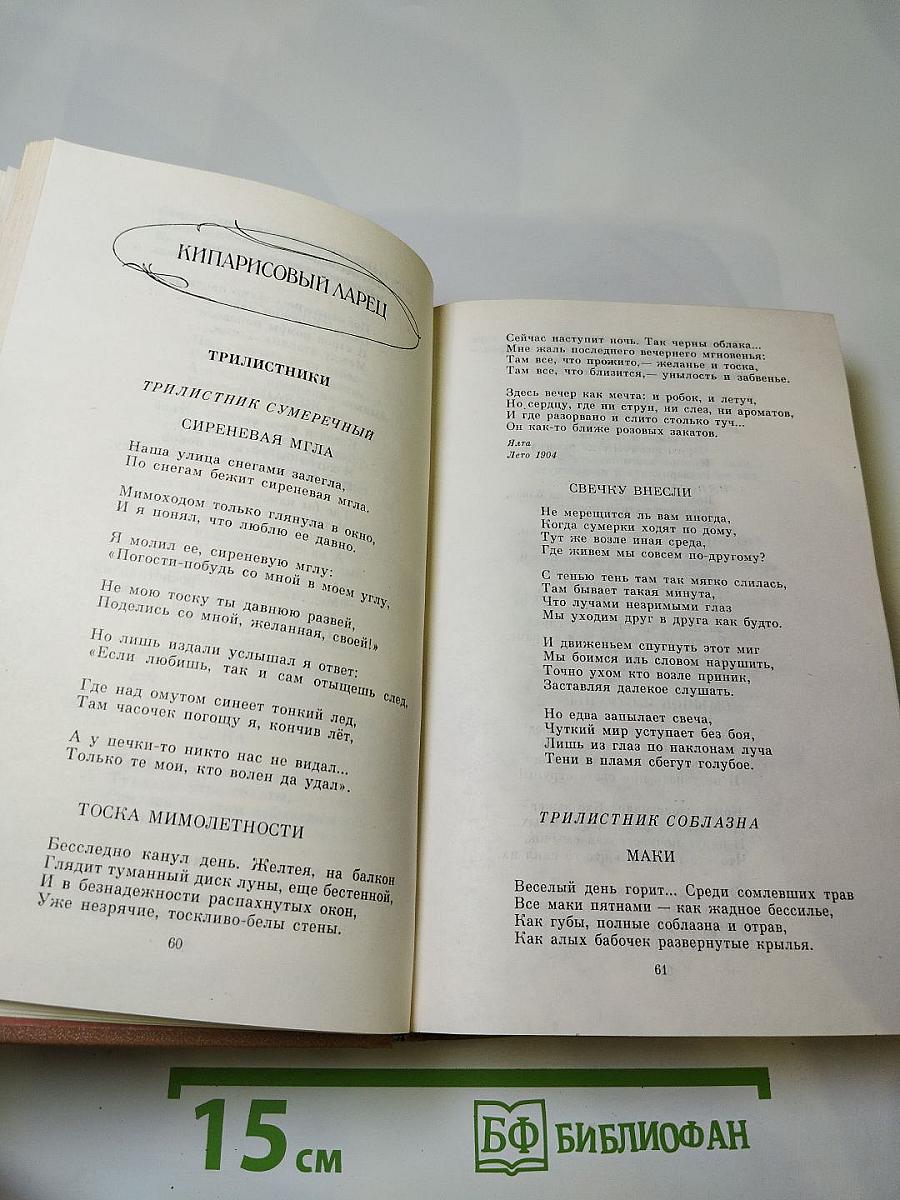 КИПАРИСОВЫЙ ЛАРЕЦ
ТРИЛИСТНИКИ
ТРИЛИСТНИК СУМЕРЕЧНЫЙ
СИРЕНЕВАЯ МГЛА
Наша улица снегами залегла,
По снегам бежит сиреневая мгла.
Мимоходом только глянула в окно,
И я понял, что люблю ее давно.
Я молил ее, сиреневую мглу:
«Погости-побудь со мной в моем углу,
Не мою тоску ты давнюю развей,
Поделись со мной, желанная, своей!»
Но лишь издали услышал я ответ:
«Если любишь, так и сам отыщешь след,
Где над омутом синеет тонкий лед,
Там часочек погощу я, кончив лёт,
А у печки-то никто нас не видал...
Только те мои, кто волен да удал».
ТОСКА МИМОЛЕТНОСТИ
Бесследно канул день. Желтея, на балкон
Глядит туманный диск луны, еще бестенной,
И в безнадежности распахнутых окон,
Уже незрячие, тоскливо-белы стены.
60
Сейчас наступит ночь. Так черны облака...
Мне жаль последнего вечернего мгновенья:
Там все, что прожито,— желанье и тоска,
Там все, что близится,— унылость и забвенье.
Здесь вечер как мечта: и робок, и летуч,
Но сердцу, где ни струн, ни слез, ни ароматов,
И где разорвано и слито столько туч...
Он как-то ближе розовых закатов.
Ялта
Лето 1904
СВЕЧКУ ВНЕСЛИ
Не мерещится ль вам иногда,
Когда сумерки ходят по дому,
Тут же возле иная среда,
Где живем мы совсем по-другому?
С тенью тень там так мягко слилась,
Там бывает такая минута,
Что лучами незримыми глаз
Мы уходим друг в друга как будто.
И движеньем спугнуть этот миг
Мы боимся иль словом нарушить,
Точно ухом кто возле приник,
Заставляя далекое слушать.
Но едва запылает свеча,
Чуткий мир уступает без боя,
Лишь из глаз по наклонам луча
Тени в пламя сбегут голубое.
ТРИЛИСТНИК СОБЛАЗНА
МАКИ
Веселый день горит... Среди сомлевших трав
Все маки пятнами — как жадное бессилье,
Как губы, полные соблазна и отрав,
Как алых бабочек развернутые крылья.
61
15 см
БФ БИБЛИОФАН